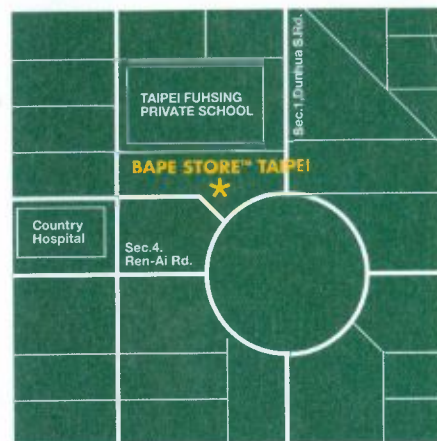 TAIPEI FUHSING
PRIVATE SCHOOL
Sec.1,Dunhua S.Rd.
BAPE STORE™ TAIPEI
Country
Hospital
Sec.4.
Ren-Ai Rd.